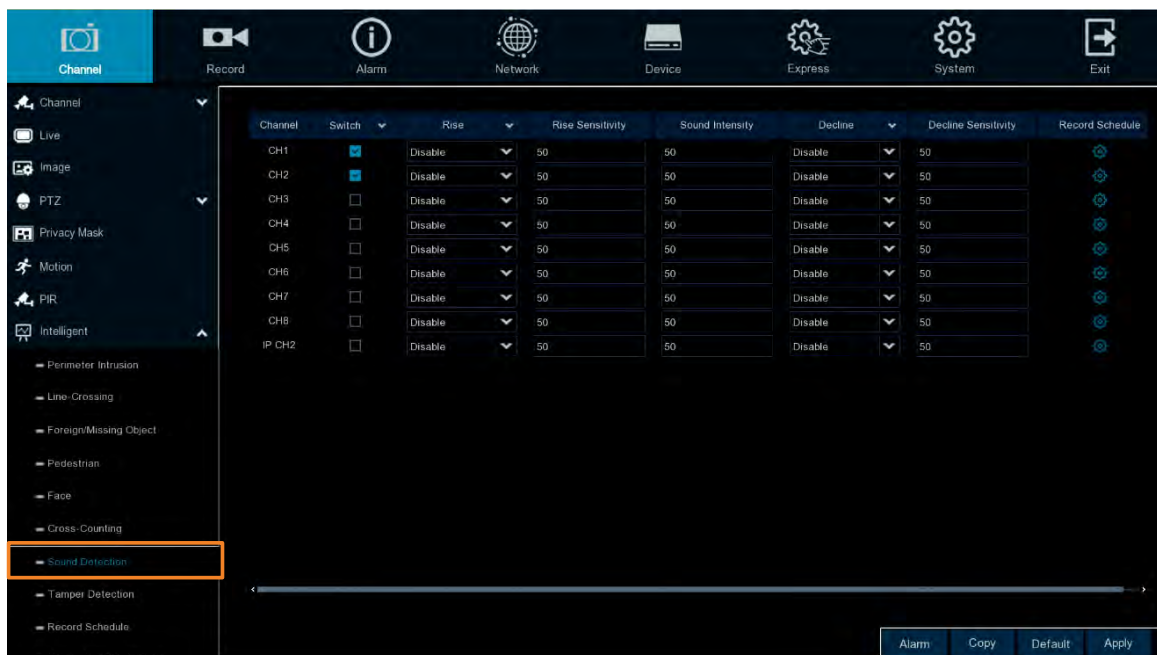 Channel Record Alarm Network Device Express System Exit
Channel
Live
Image
PTZ
Privacy Mask
Motion
PIR
Intelligent
Perimeter Intrusion
Line-Crossing
Foreign/Missing Object
Pedestrian
Face
Cross-Counting
Sound Detection
Tamper Detection
Record Schedule
Channel Switch Rise Rise Sensitivity Sound Intensity Decline Decline Sensitivity Record Schedule
CH1 Disable 50 50 Disable 50
CH2 Disable 50 50 Disable 50
CH3 Disable 50 50 Disable 50
CH4 Disable 50 50 Disable 50
CH5 Disable 50 50 Disable 50
CH6 Disable 50 50 Disable 50
CH7 Disable 50 50 Disable 50
CH8 Disable 50 50 Disable 50
IP CH2 Disable 50 50 Disable 50
Alarm Copy Default Apply